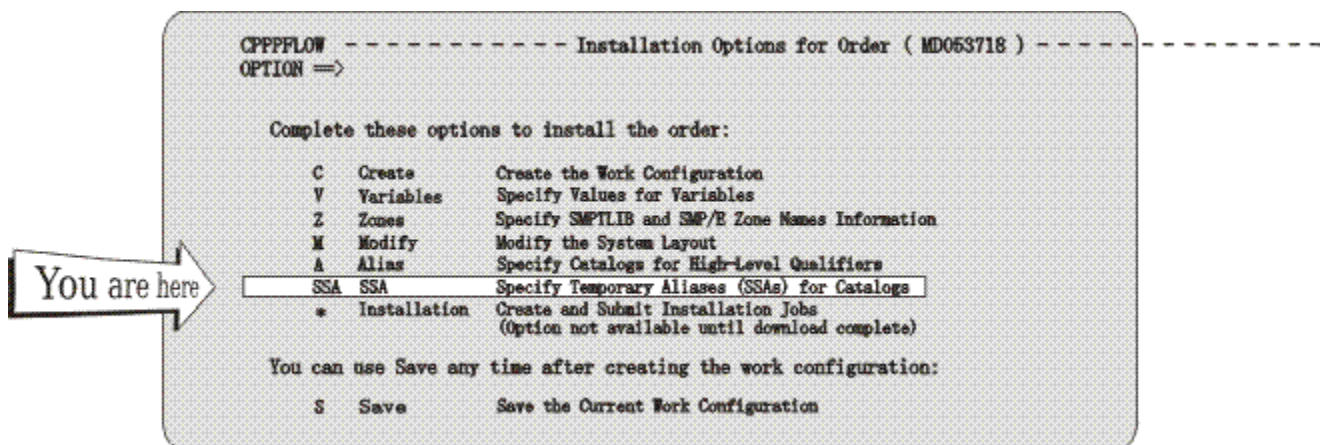 CPPPFLOW - - - - - - - - - - - - Installation Options for Order ( MD053718 ) - - - - - - - - - - - - - -
OPTION ==>
Complete these options to install the order:
C Create Create the Work Configuration
V Variables Specify Values for Variables
Z Zones Specify SMPTLIB and SMP/E Zone Names Information
M Modify Modify the System Layout
A Alias Specify Catalogs for High-Level Qualifiers
You are here
SSA SSA Specify Temporary Aliases (SSAs) for Catalogs
* Installation Create and Submit Installation Jobs
(Option not available until download complete)
You can use Save any time after creating the work configuration:
S Save Save the Current Work Configuration